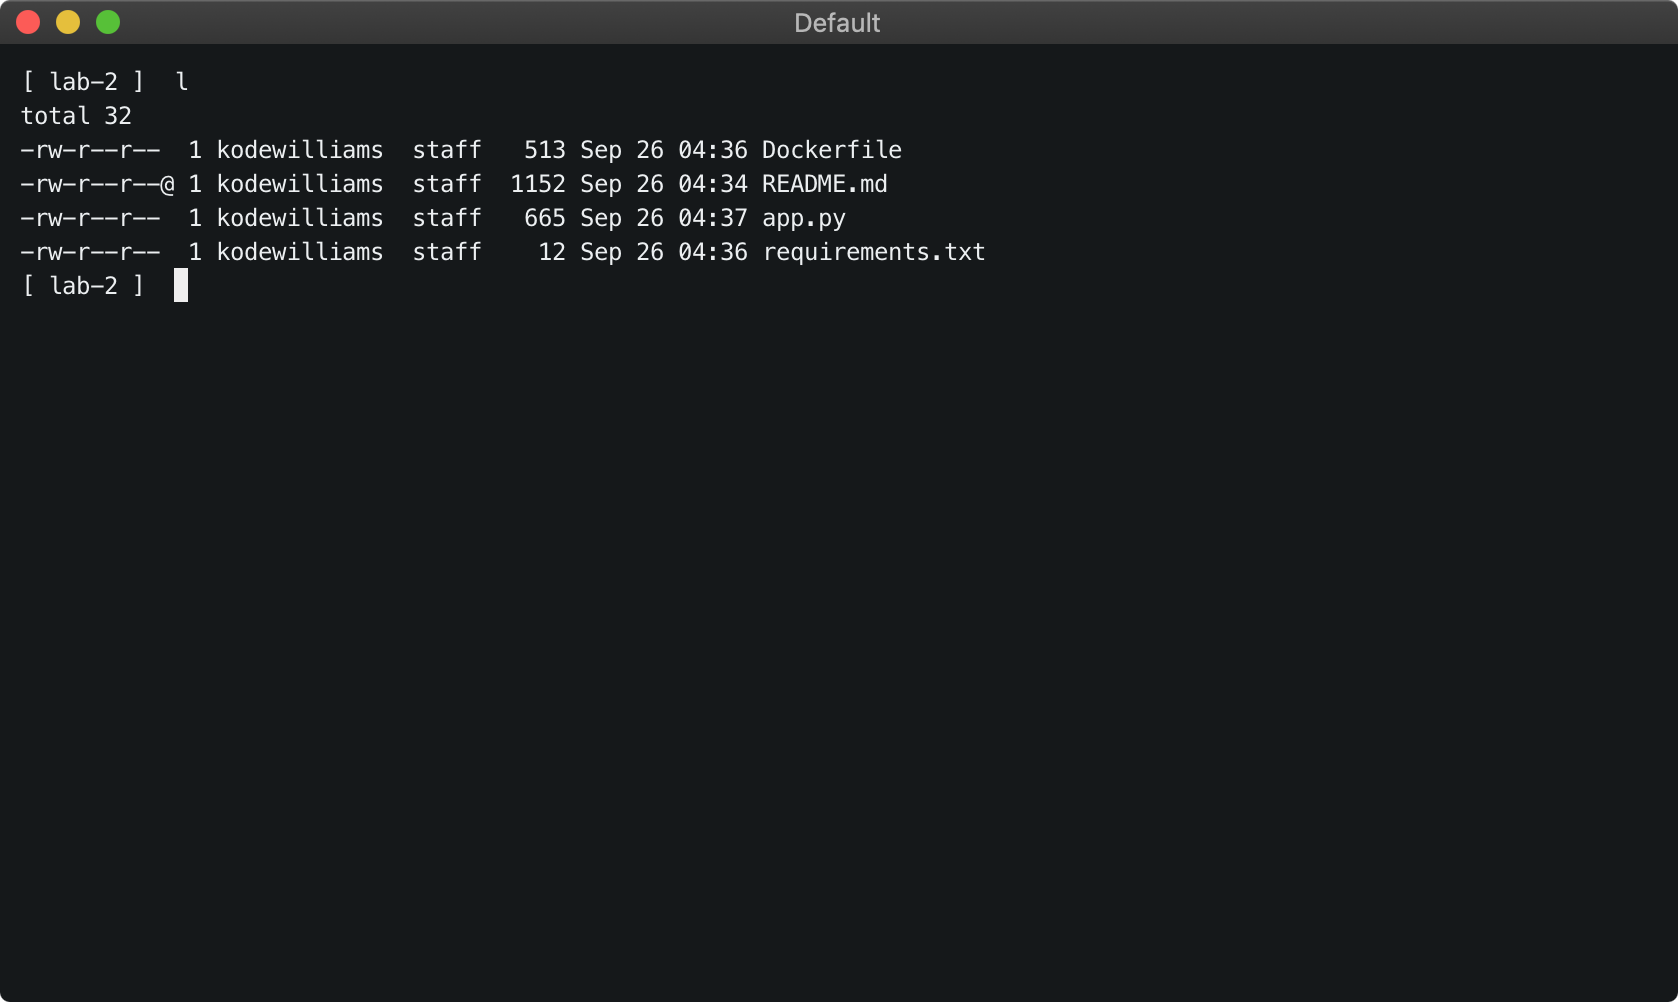 Default
[ lab-2 ]  l
total 32
-rw-r--r--  1 kodewilliams  staff   513 Sep 26 04:36 Dockerfile
-rw-r--r--@ 1 kodewilliams  staff  1152 Sep 26 04:34 README.md
-rw-r--r--  1 kodewilliams  staff   665 Sep 26 04:37 app.py
-rw-r--r--  1 kodewilliams  staff    12 Sep 26 04:36 requirements.txt
[ lab-2 ]